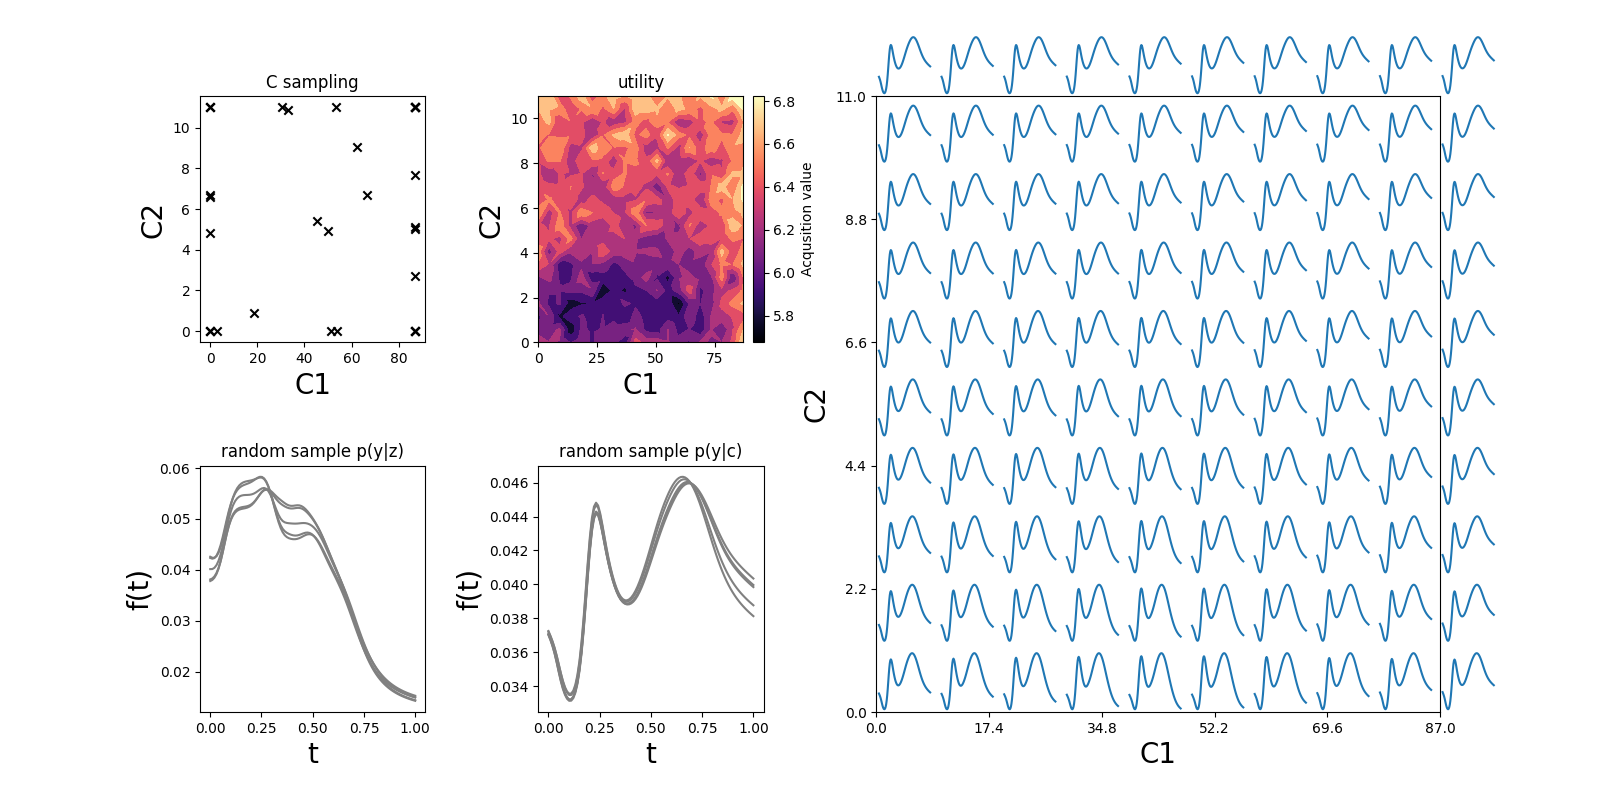 C sampling
C2
10
8
6
4
2
0
0 20 40 60 80
C1
utility
C2
10
8
6
4
2
0
0 25 50 75
C1
6.8
6.6
6.4
6.2
6.0
5.8
Acqusition value
random sample p(y|z)
f(t)
0.06
0.05
0.04
0.03
0.02
0.00 0.25 0.50 0.75 1.00
t
random sample p(y|c)
f(t)
0.046
0.044
0.042
0.040
0.038
0.036
0.034
0.00 0.25 0.50 0.75 1.00
t
C2
11.0
8.8
6.6
4.4
2.2
0.0
0.0 17.4 34.8 52.2 69.6 87.0
C1